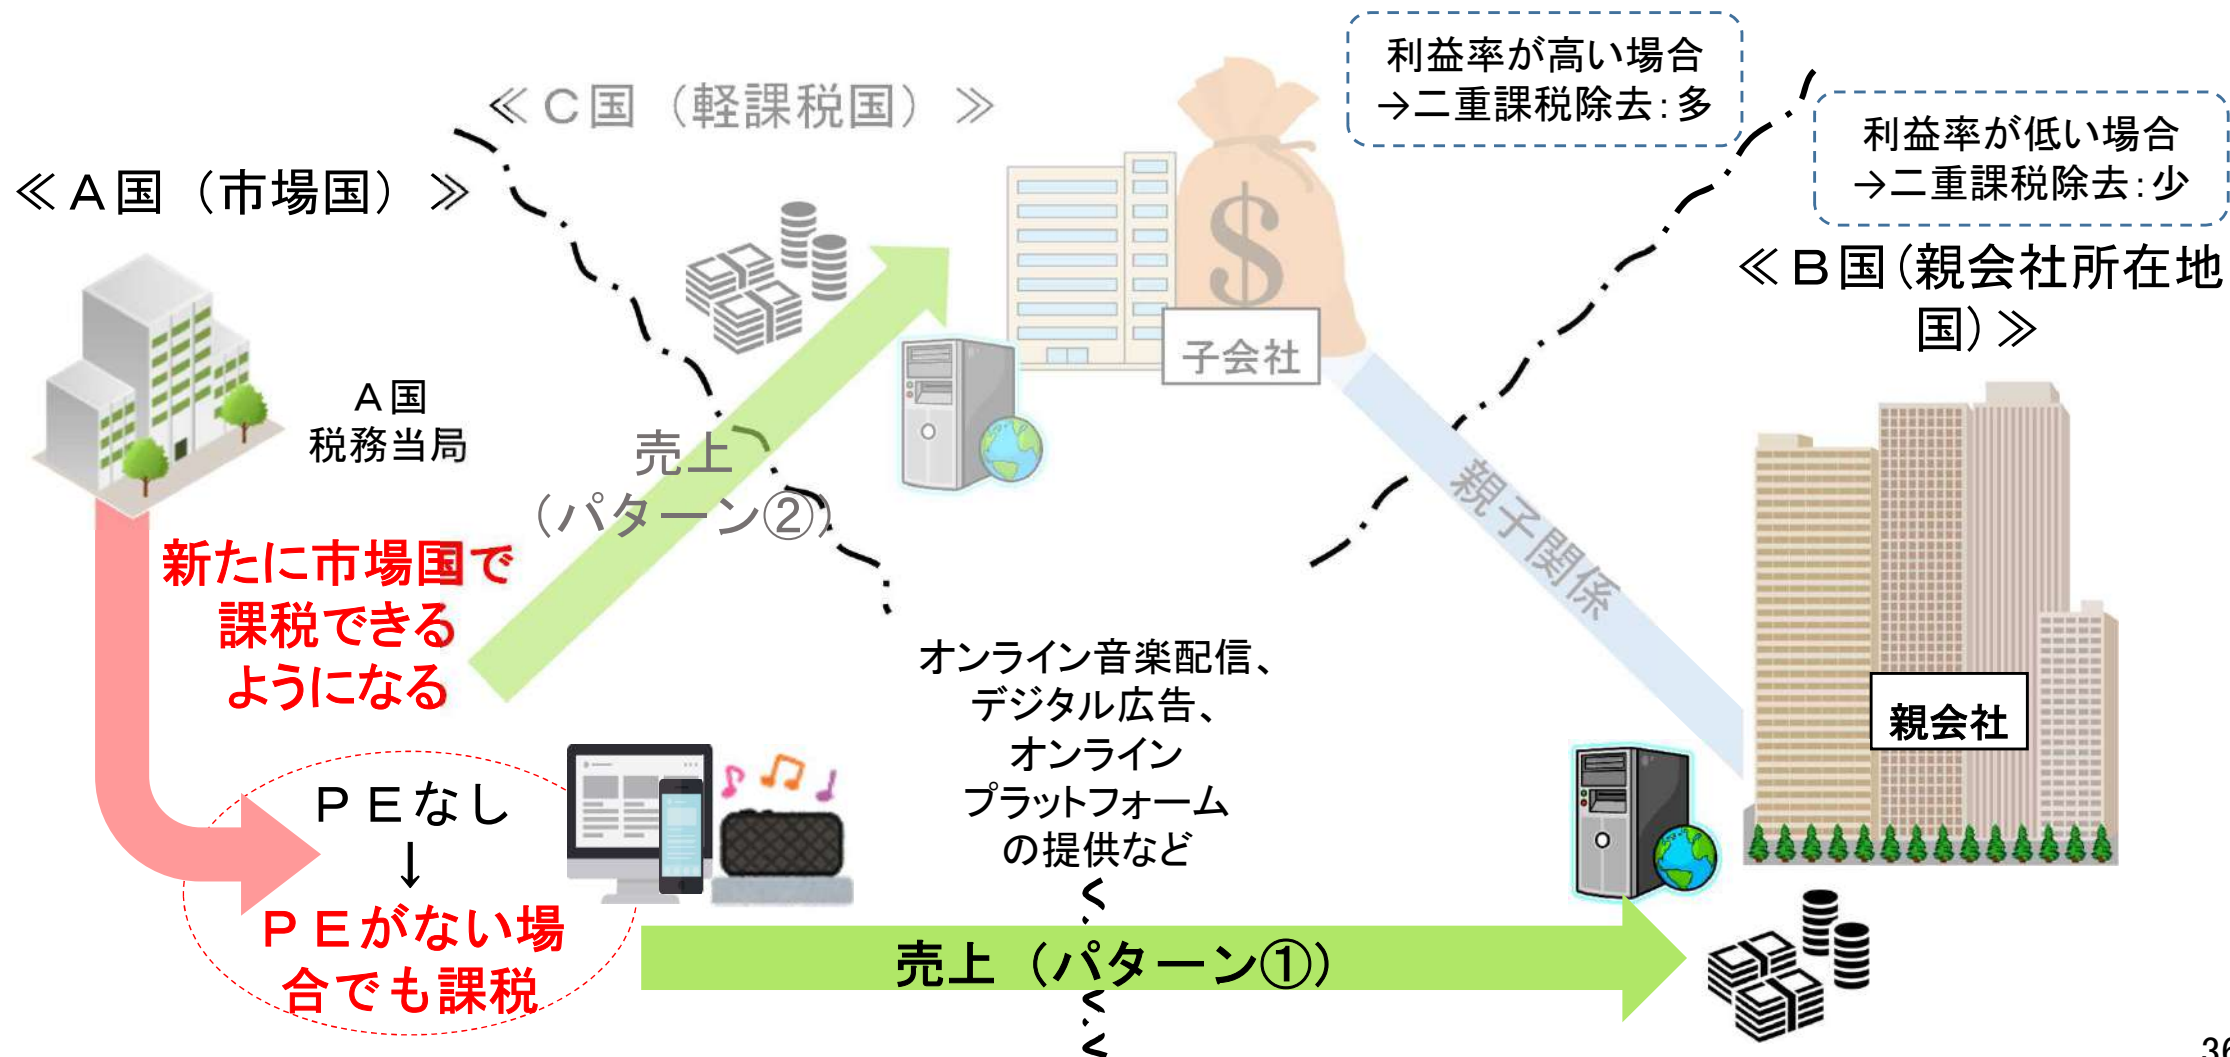 利益率が高い場合
→二重課税除去:多
≪C国（軽課税国）≫
利益率が低い場合
→二重課税除去:少
≪A国（市場国）≫
≪B国(親会社所在地
国)≫
$
子会社
A国
税務当局
売上
（パターン②）
親子関係
新たに市場国で
課税できる
ようになる
オンライン音楽配信、
デジタル広告、
オンライン
プラットフォーム
の提供など
親会社
ＰＥなし
↓
ＰＥがない場
合でも課税
売上（パターン①）
36